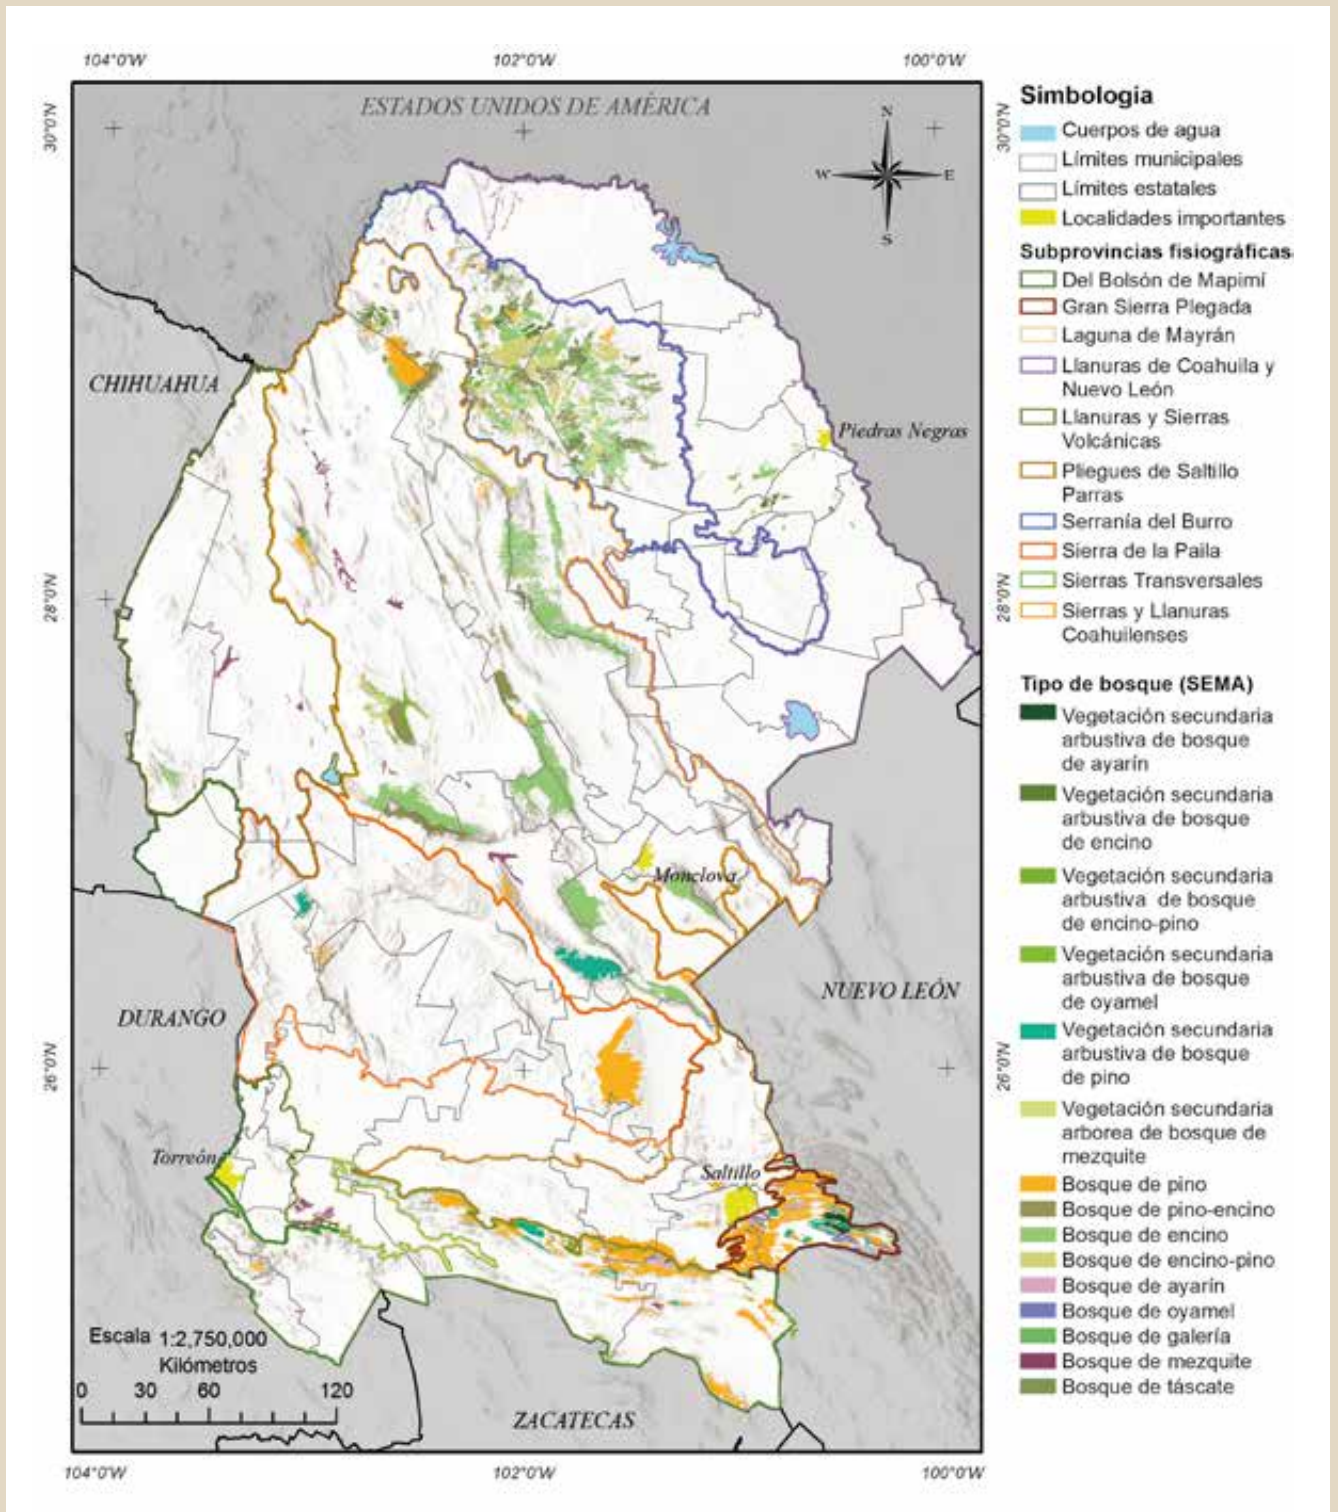 104°0'W 102°0'W 100°0'W
ESTADOS UNIDOS DE AMÉRICA
30°0'N
30°0'N
N
W E
S
CHIHUAHUA
Piedras Negras
28°0'N
28°0'N
Monclova
NUEVO LEÓN
DURANGO
26°0'N
26°0'N
Torreón
Saltillo
Escala 1:2,750,000
Kilómetros
0 30 60 120
ZACATECAS
104°0'W 102°0'W 100°0'W
Simbología
Cuerpos de agua
Límites municipales
Límites estatales
Localidades importantes
Subprovincias fisiográficas
Del Bolsón de Mapimí
Gran Sierra Plegada
Laguna de Mayrán
Llanuras de Coahuila y
Nuevo León
Llanuras y Sierras
Volcánicas
Pliegues de Saltillo
Parras
Serranía del Burro
Sierra de la Paila
Sierras Transversales
Sierras y Llanuras
Coahuilenses
Tipo de bosque (SEMA)
Vegetación secundaria
arbustiva de bosque
de ayarín
Vegetación secundaria
arbustiva de bosque
de encino
Vegetación secundaria
arbustiva de bosque
de encino-pino
Vegetación secundaria
arbustiva de bosque
de oyamel
Vegetación secundaria
arbustiva de bosque
de pino
Vegetación secundaria
arborea de bosque de
mezquite
Bosque de pino
Bosque de pino-encino
Bosque de encino
Bosque de encino-pino
Bosque de ayarín
Bosque de oyamel
Bosque de galería
Bosque de mezquite
Bosque de táscate